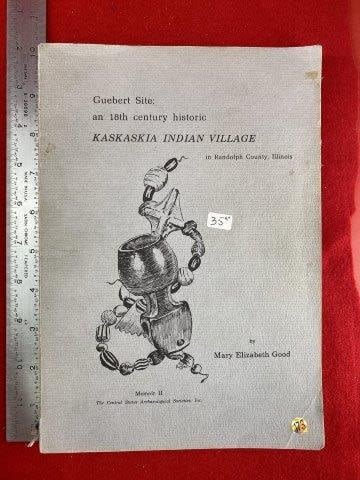 Guebert Site:
an 18th century historic
KASKASKIA INDIAN VILLAGE
in Randolph County, Illinois
35
by
Mary Elizabeth Good
Memoir II
The Central States Archaeological Societies, Inc.